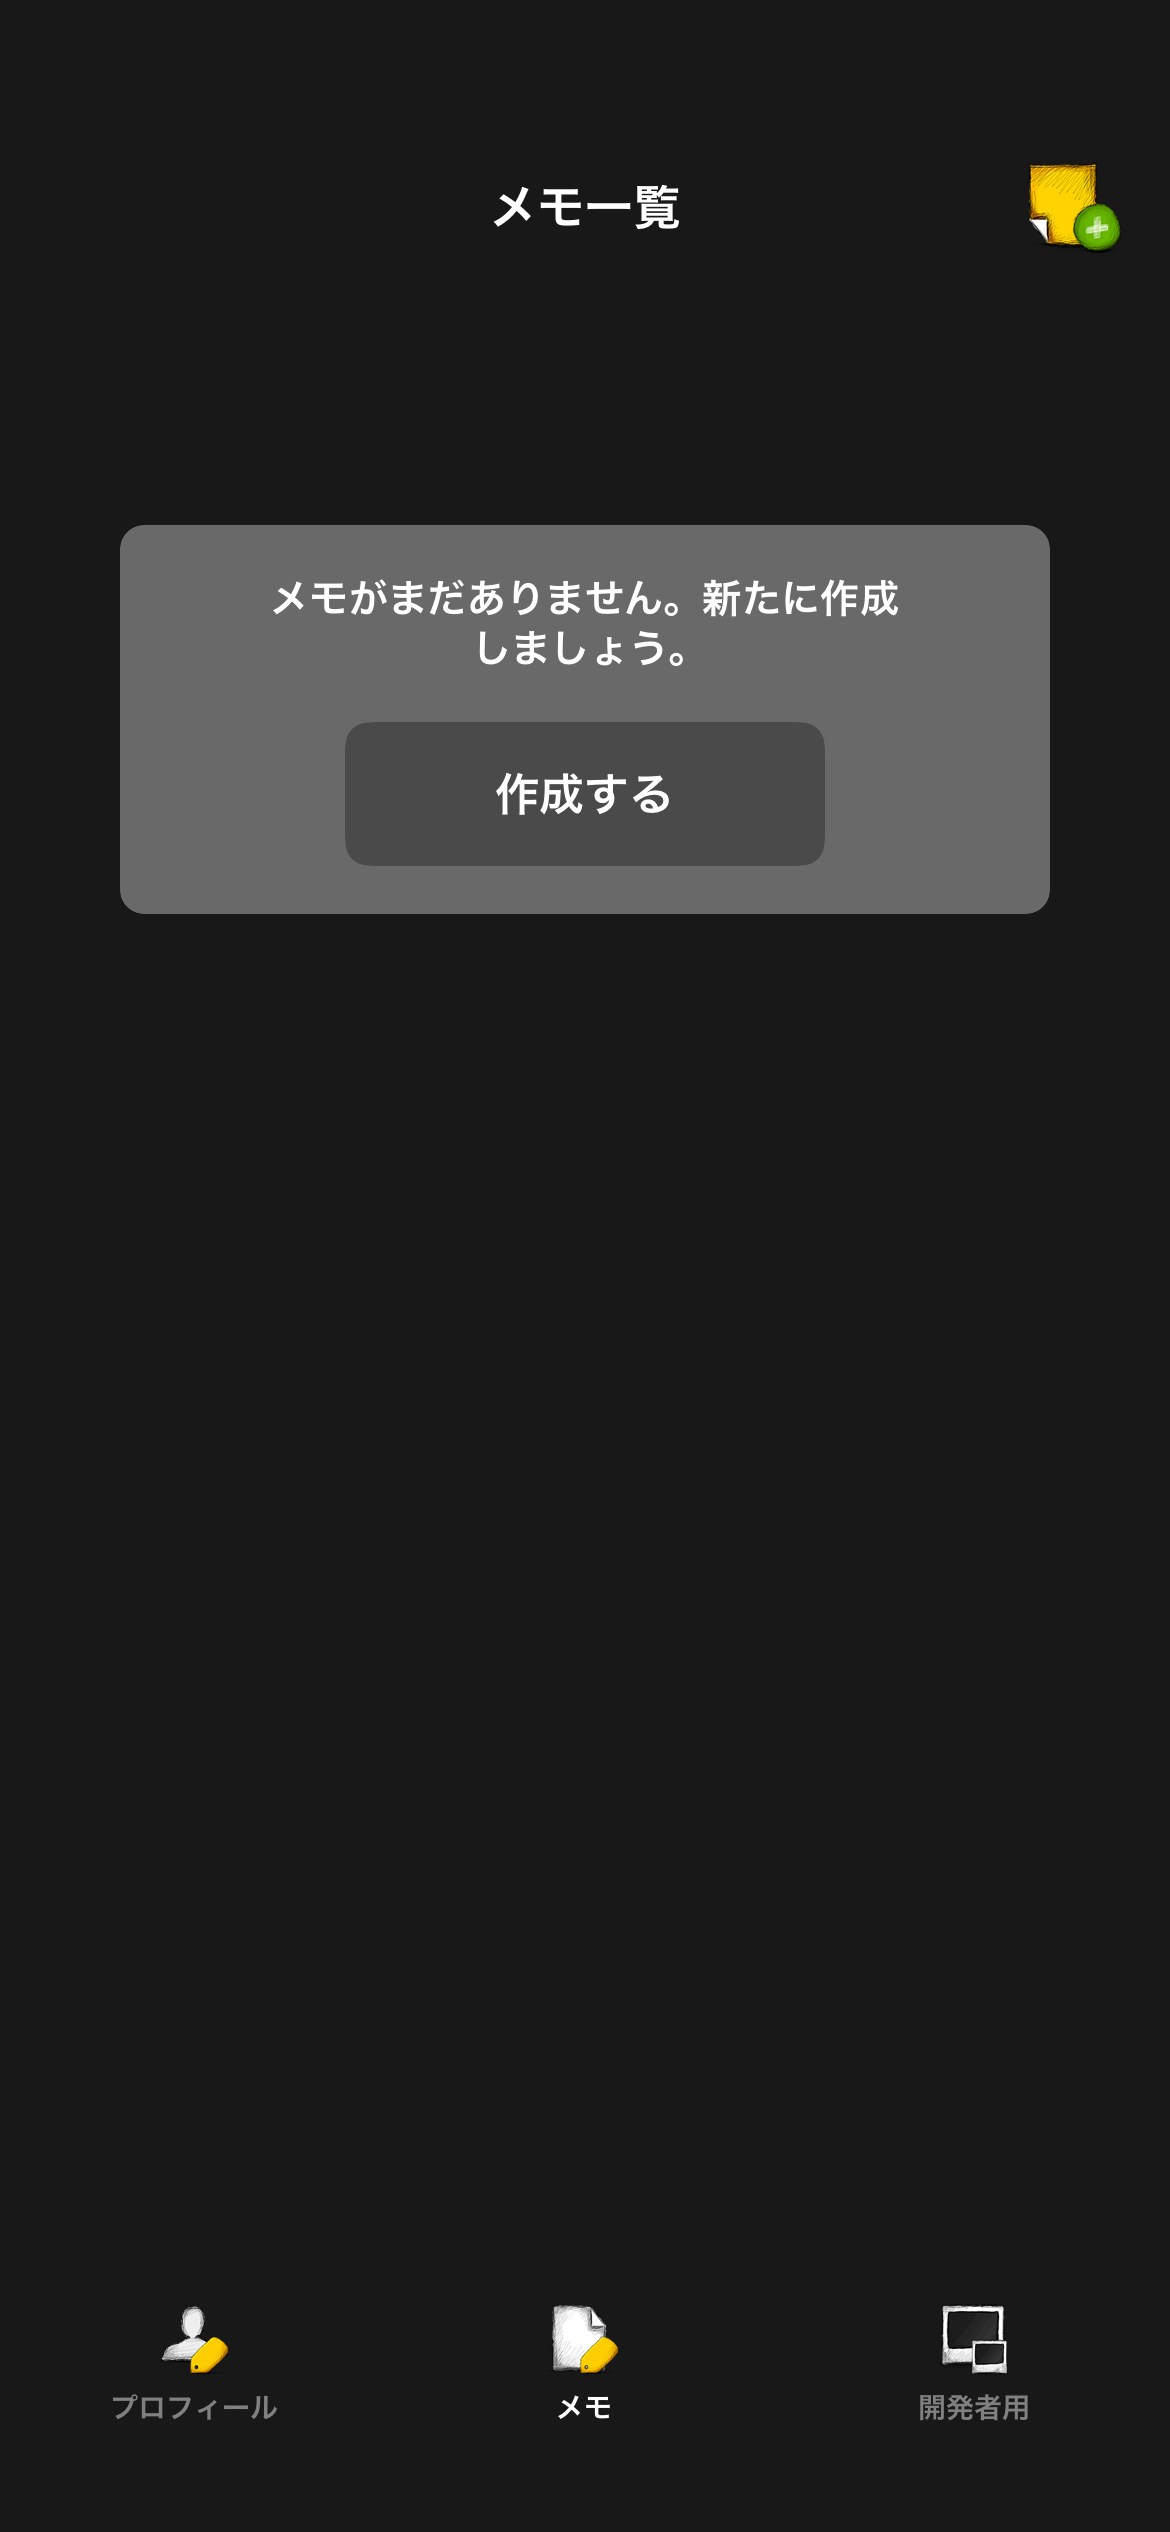 メモ一覧
メモがまだありません。新たに作成
しましょう。
作成する
プロフィール
メモ
開発者用